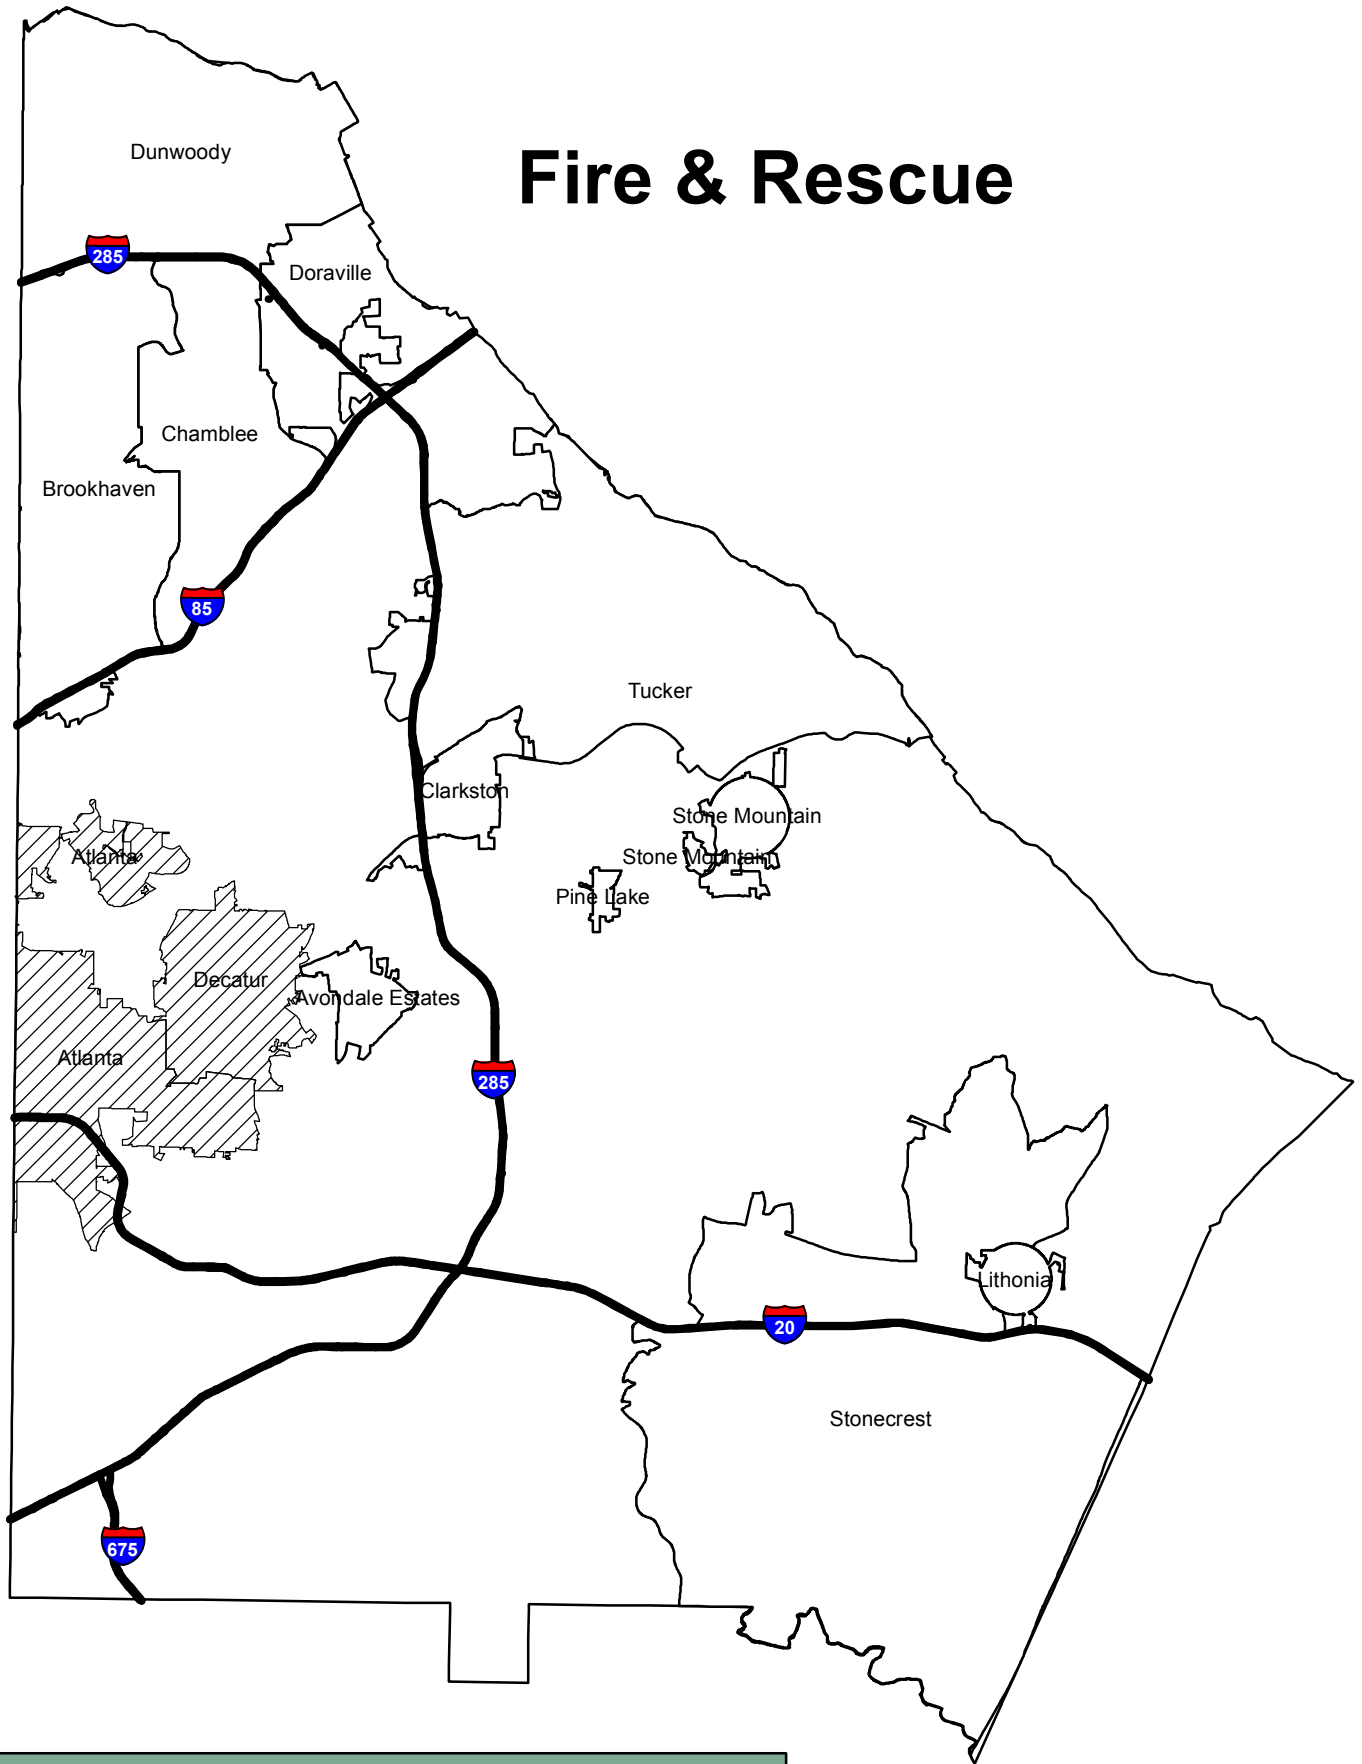 Fire & Rescue
Dunwoody
285
Doraville
Chamblee
Brookhaven
85
Tucker
Clarkston
Stone Mountain
Atlanta
Stone Mountain
Pine Lake
Decatur
Avondale Estates
Atlanta
285
Lithonia
20
Stonecrest
675